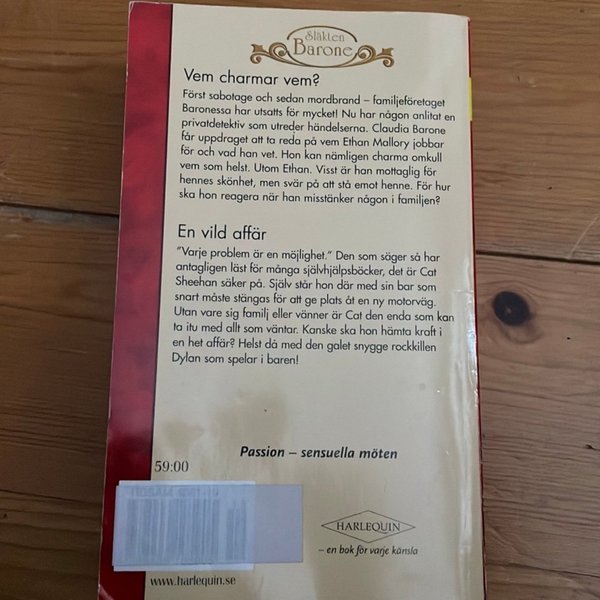 Släkten
Barone
Vem charmar vem?
Först sabotage och sedan mordbrand – familjeföretaget
Baronessa har utsatts för mycket! Nu har någon anlitat en
privatdetektiv som utreder händelserna. Claudia Barone
får uppdraget att ta reda på vem Ethan Mallory jobbar
för och vad han vet. Hon kan nämligen charma omkull
vem som helst. Utom Ethan. Visst är han mottaglig för
hennes skönhet, men svär på att stå emot henne. För hur
ska hon reagera när han misstänker någon i familjen?
En vild affär
"Varje problem är en möjlighet." Den som säger så har
antagligen läst för många självhjälpsböcker, det är Cat
Sheehan säker på. Själv står hon där med sin bar som
snart måste stängas för att ge plats åt en ny motorväg.
Utan vare sig familj eller vänner är Cat den enda som kan
ta itu med allt som väntar. Kanske ska hon hämta kraft i
en het affär? Helst då med den galet snygge rockkillen
Dylan som spelar i baren!
Passion – sensuella möten
59:00
HARLEQUIN
– en bok för varje känsla
www.harlequin.se